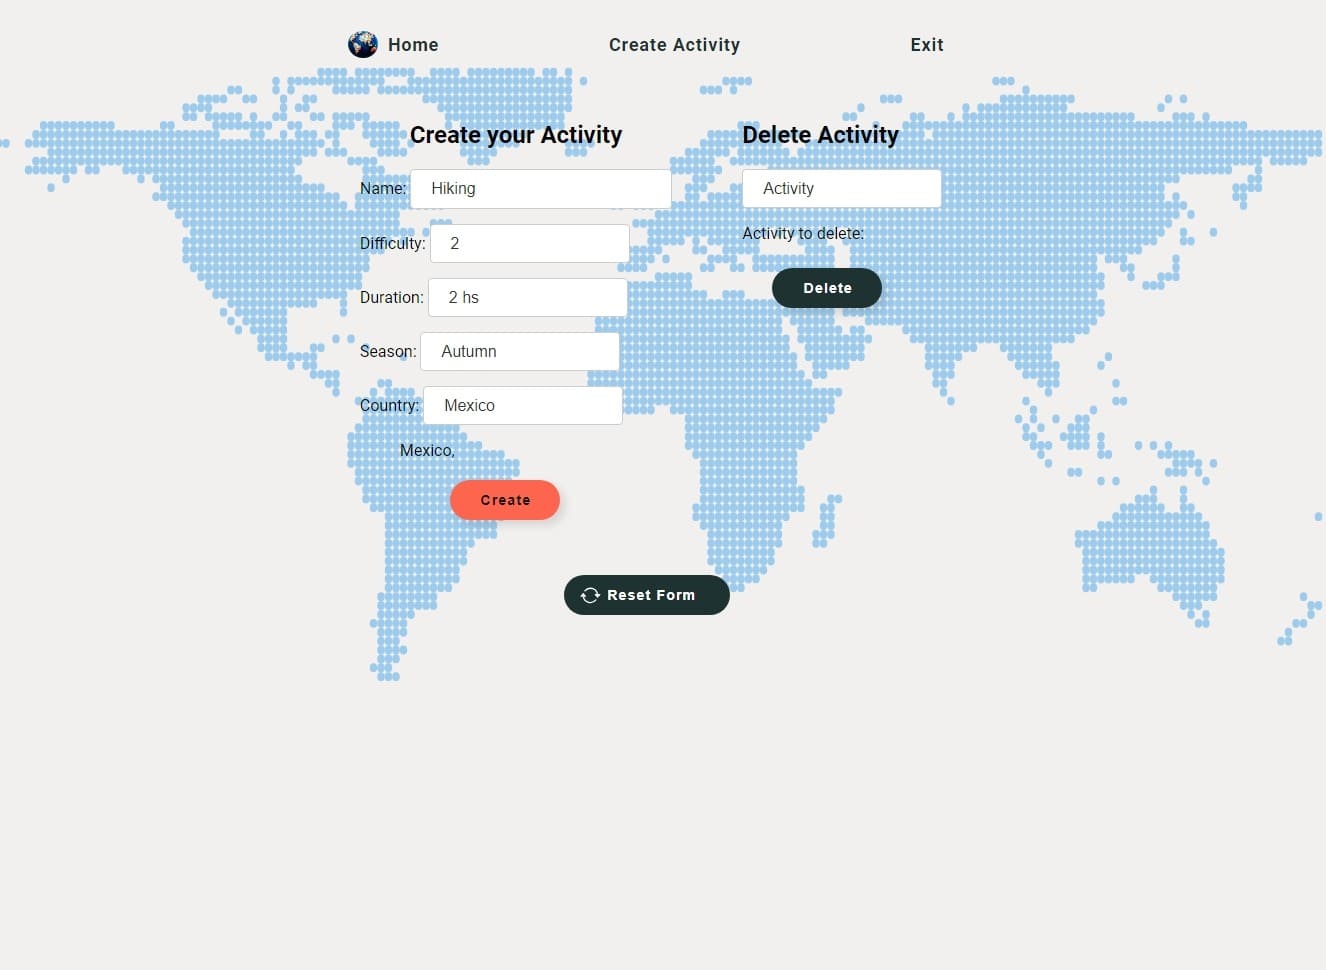 Home
Create Activity
Exit
Create your Activity
Name: Hiking
Difficulty: 2
Duration: 2 hs
Season: Autumn
Country: Mexico
Mexico,
Create
Delete Activity
Activity
Activity to delete:
Delete
Reset Form